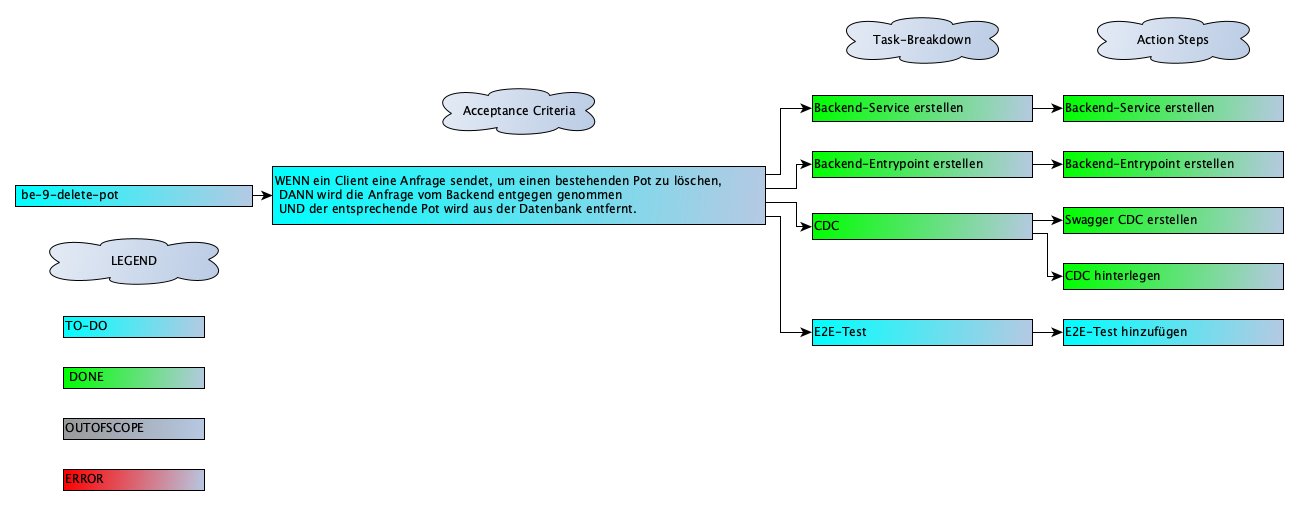 Task-Breakdown
Action Steps
Acceptance Criteria
be-9-delete-pot
WENN ein Client eine Anfrage sendet, um einen bestehenden Pot zu löschen,
DANN wird die Anfrage vom Backend entgegen genommen
UND der entsprechende Pot wird aus der Datenbank entfernt.
Backend-Service erstellen
Backend-Service erstellen
Backend-Entrypoint erstellen
Backend-Entrypoint erstellen
CDC
Swagger CDC erstellen
CDC hinterlegen
E2E-Test
E2E-Test hinzufügen
LEGEND
TO-DO
DONE
OUTOFSCOPE
ERROR